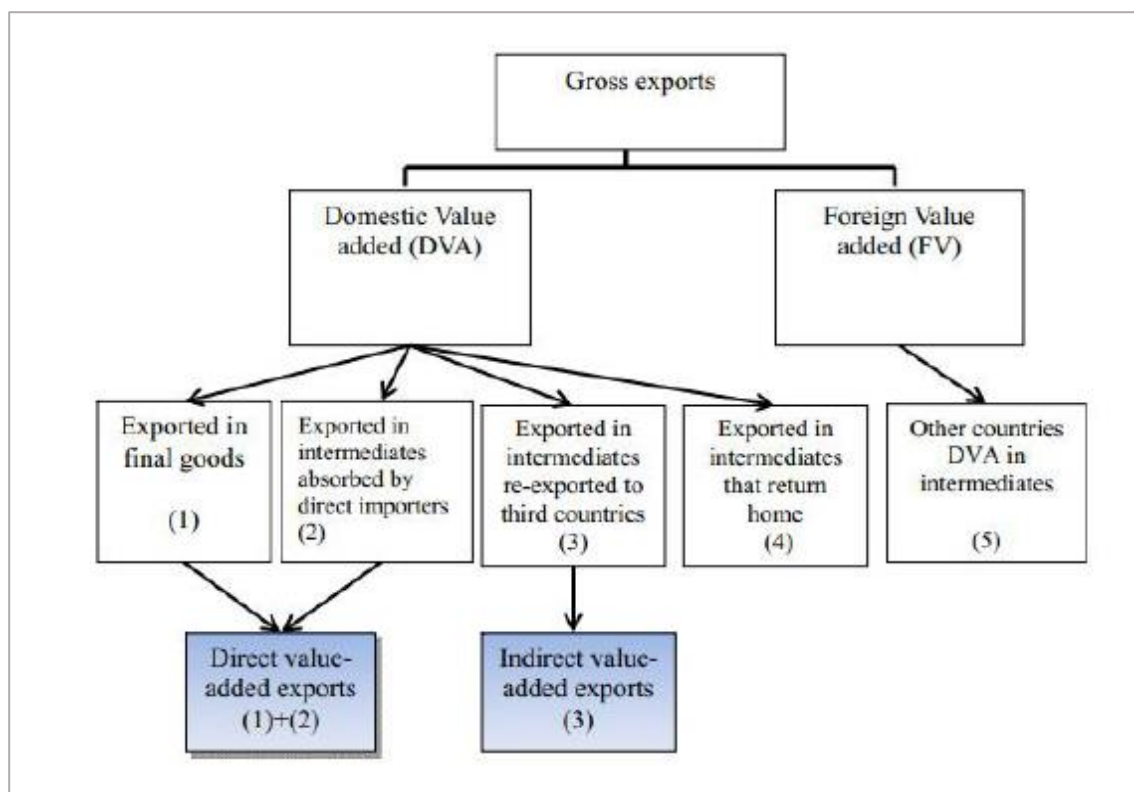 Gross exports
Domestic Value
added (DVA)
Foreign Value
added (FV)
Exported in
final goods
(1)
Exported in
intermediates
absorbed by
direct importers
(2)
Exported in
intermediates
re-exported to
third countries
(3)
Exported in
intermediates
that return
home
(4)
Other countries
DVA in
intermediates
(5)
Direct value-
added exports
(1)+(2)
Indirect value-
added exports
(3)